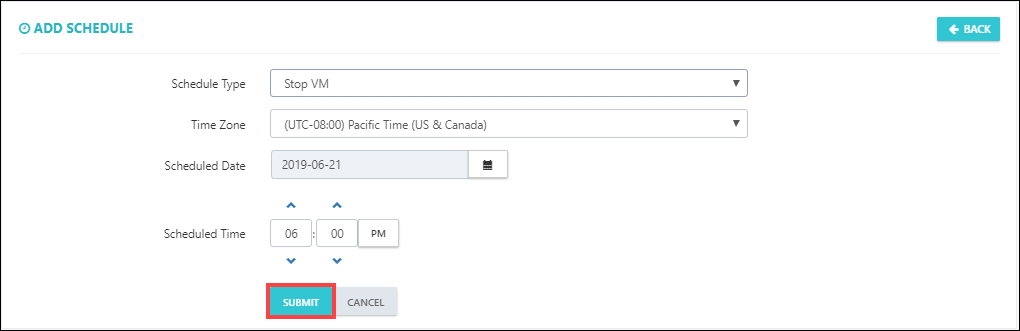 ADD SCHEDULE
BACK
Schedule Type Stop VM
Time Zone (UTC-08:00) Pacific Time (US & Canada)
Scheduled Date 2019-06-21
Scheduled Time 06 : 00 PM
SUBMIT CANCEL